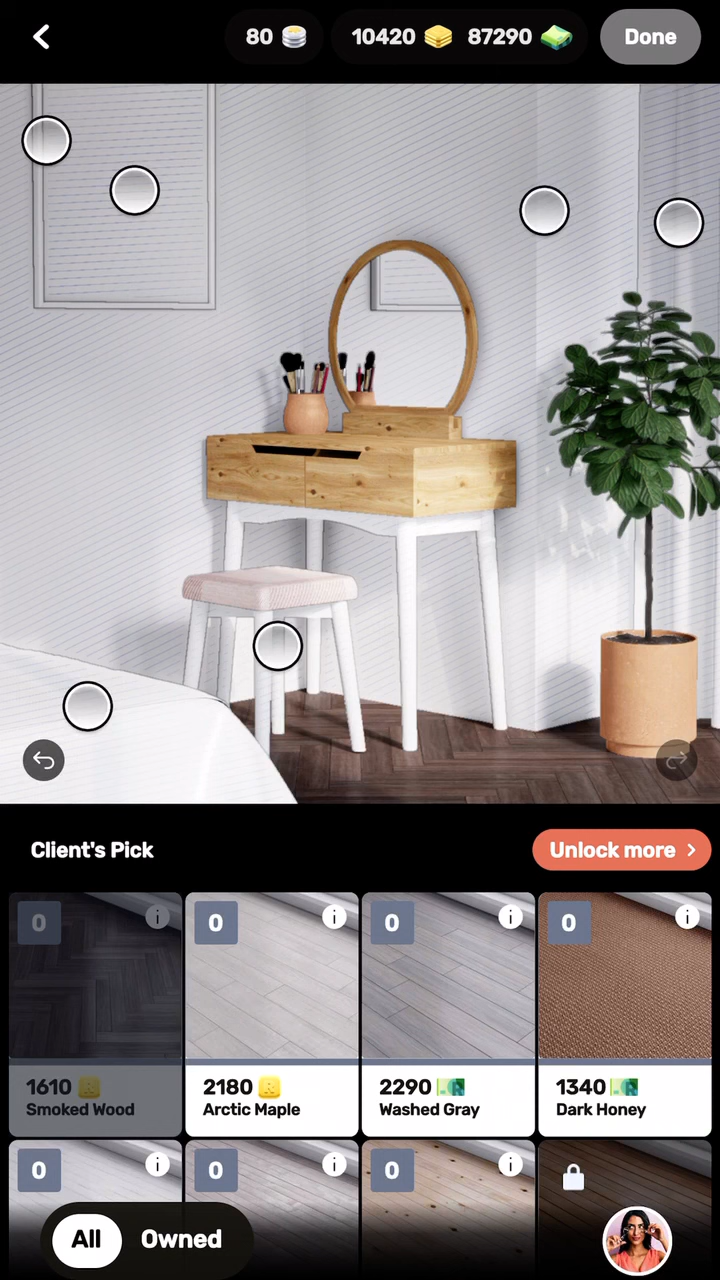 80 10420 87290 Done
Client's Pick Unlock more
0 0 0 0
1610 2180 2290 1340
Smoked Wood Arctic Maple Washed Gray Dark Honey
0 0 0
All Owned